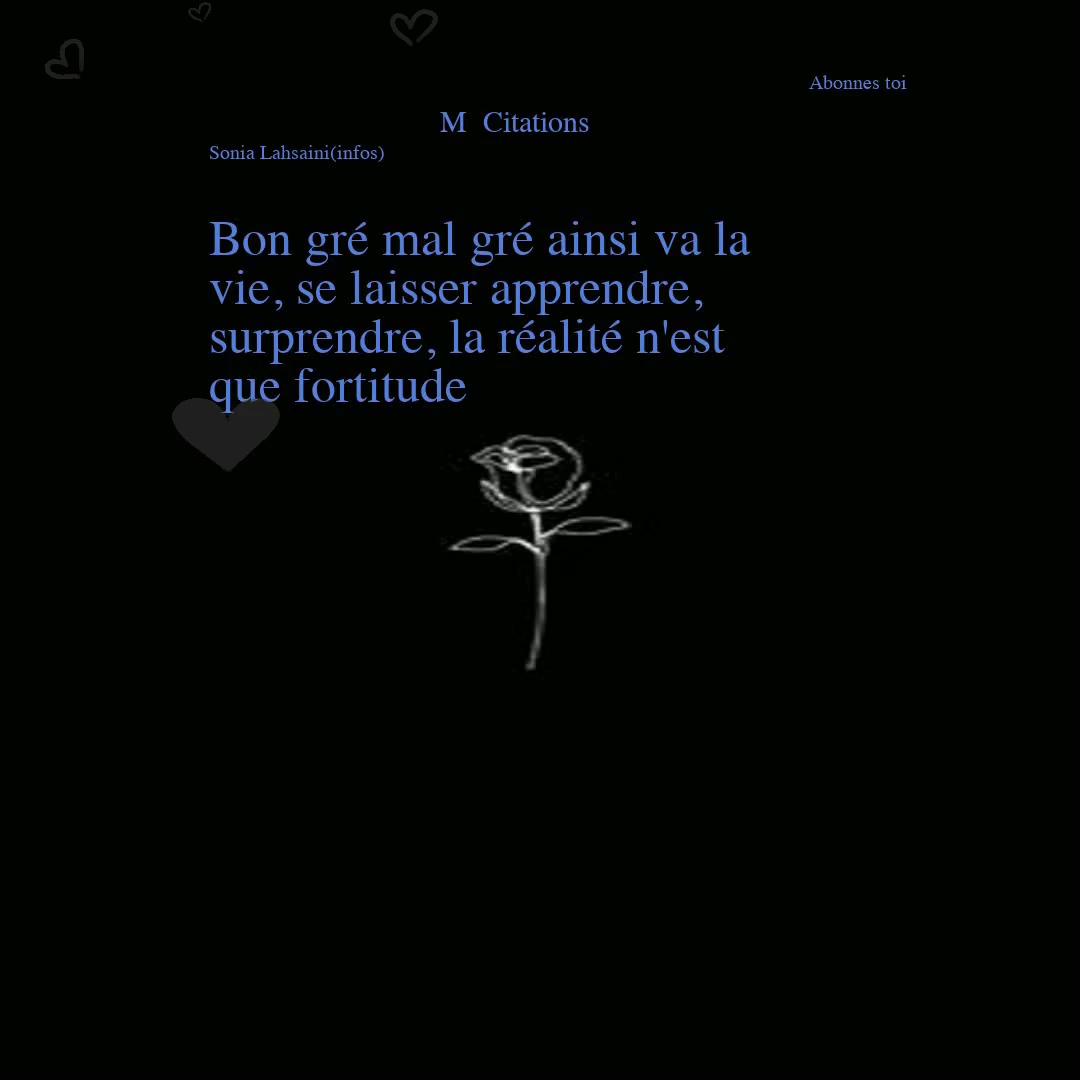 Abonnes toi
M  Citations
Sonia Lahsaini(infos)
Bon gré mal gré ainsi va la
vie, se laisser apprendre,
surprendre, la réalité n'est
que fortitude